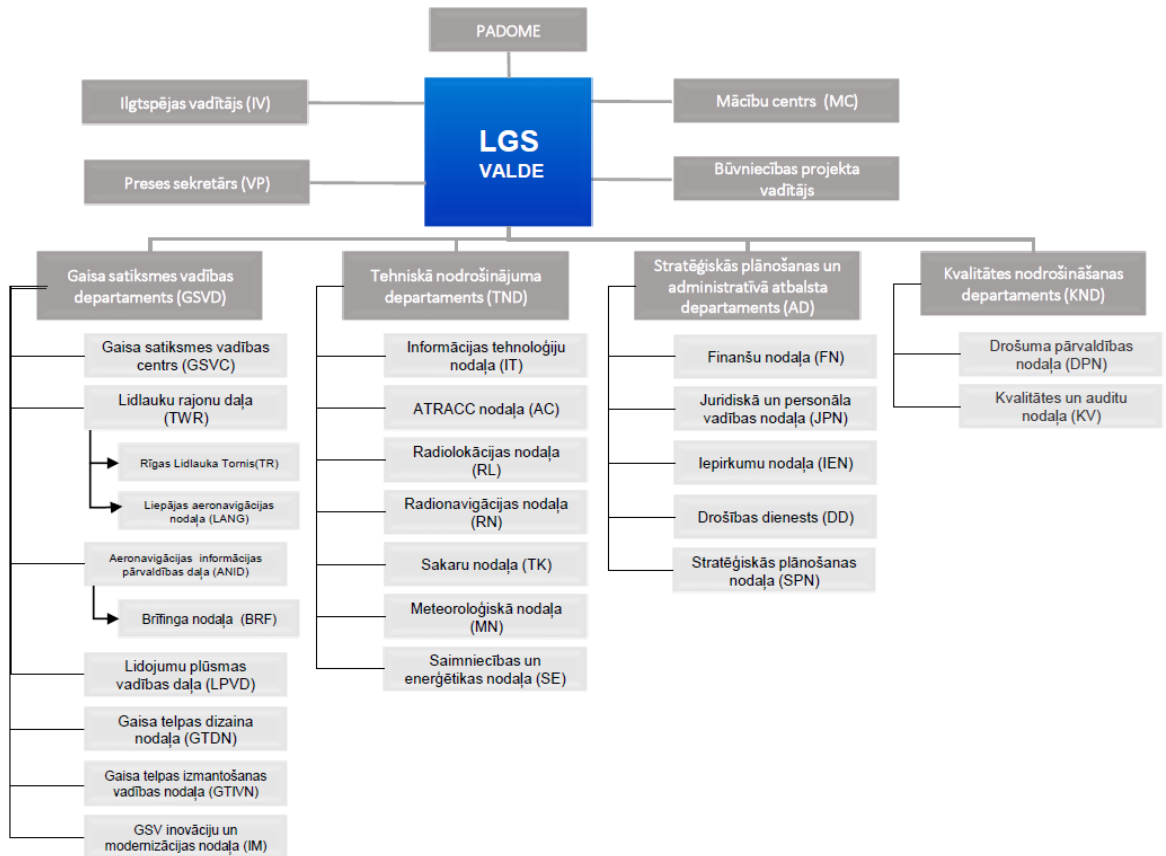 PADOME
Ilgtspējas vadītājs (IV)
LGS
VALDE
Mācību centrs (MC)
Preses sekretārs (VP)
Būvniecības projekta
vadītājs
Gaisa satiksmes vadības
departaments (GSVD)
Gaisa satiksmes vadības
centrs (GSVC)
Lidlauku rajonu daļa
(TWR)
Rīgas Lidlauka Tornis(TR)
Liepājas aeronavigācijas
nodaļa (LANG)
Aeronavigācijas informācijas
pārvaldības daļa (ANID)
Brīfinga nodaļa (BRF)
Lidojumu plūsmas
vadības daļa (LPVD)
Gaisa telpas dizaina
nodaļa (GTDN)
Gaisa telpas izmantošanas
vadības nodaļa (GTIVN)
GSV inovāciju un
modernizācijas nodaļa (IM)
Tehniskā nodrošinājuma
departaments (TND)
Informācijas tehnoloģiju
nodaļa (IT)
ATRACC nodaļa (AC)
Radiolokācijas nodaļa
(RL)
Radionavigācijas nodaļa
(RN)
Sakaru nodaļa (TK)
Meteoroloģiskā nodaļa
(MN)
Saimniecības un
enerģētikas nodaļa (SE)
Stratēģiskās plānošanas un
administratīvā atbalsta
departaments (AD)
Finanšu nodaļa (FN)
Juridiskā un personāla
vadības nodaļa (JPN)
Iepirkumu nodaļa (IEN)
Drošības dienests (DD)
Stratēģiskās plānošanas
nodaļa (SPN)
Kvalitātes nodrošināšanas
departaments (KND)
Drošuma pārvaldības
nodaļa (DPN)
Kvalitātes un auditu
nodaļa (KV)